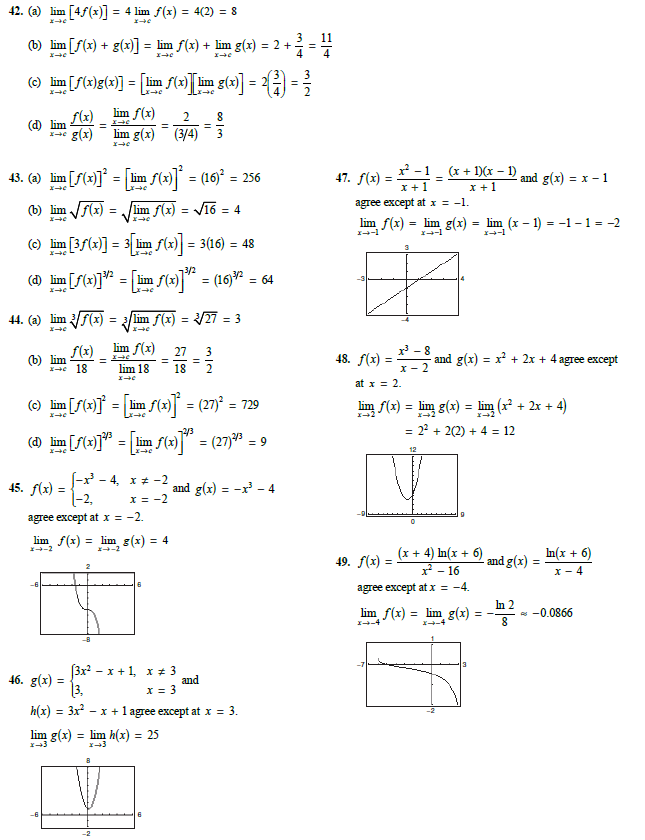 42. (a) lim_{x→c} [4f(x)] = 4 lim_{x→c} f(x) = 4(2) = 8
(b) lim_{x→c} [f(x) + g(x)] = lim_{x→c} f(x) + lim_{x→c} g(x) = 2 + 3/4 = 11/4
(c) lim_{x→c} [f(x)g(x)] = [lim_{x→c} f(x)][lim_{x→c} g(x)] = 2(3/4) = 3/2
(d) lim_{x→c} f(x)/g(x) = lim_{x→c} f(x) / lim_{x→c} g(x) = 2/(3/4) = 8/3
43. (a) lim_{x→c} [f(x)]^2 = [lim_{x→c} f(x)]^2 = (16)^2 = 256
(b) lim_{x→c} √f(x) = √(lim_{x→c} f(x)) = √16 = 4
(c) lim_{x→c} [3f(x)] = 3[lim_{x→c} f(x)] = 3(16) = 48
(d) lim_{x→c} [f(x)]^{3/2} = [lim_{x→c} f(x)]^{3/2} = (16)^{3/2} = 64
44. (a) lim_{x→c} ∛f(x) = ∛(lim_{x→c} f(x)) = ∛27 = 3
(b) lim_{x→c} f(x)/18 = lim_{x→c} f(x) / lim_{x→c} 18 = 27/18 = 3/2
(c) lim_{x→c} [f(x)]^2 = [lim_{x→c} f(x)]^2 = (27)^2 = 729
(d) lim_{x→c} [f(x)]^{2/3} = [lim_{x→c} f(x)]^{2/3} = (27)^{2/3} = 9
45. f(x) = { -x^3 - 4, x ≠ -2
-2, x = -2 and g(x) = -x^3 - 4
agree except at x = -2.
lim_{x→-2} f(x) = lim_{x→-2} g(x) = 4
2
-6 6
-8
46. g(x) = { 3x^2 - x + 1, x ≠ 3
3, x = 3 and
h(x) = 3x^2 - x + 1 agree except at x = 3.
lim_{x→3} g(x) = lim_{x→3} h(x) = 25
8
-6 6
-2
47. f(x) = (x^2 - 1)/(x + 1) = (x + 1)(x - 1)/(x + 1) and g(x) = x - 1
agree except at x = -1.
lim_{x→-1} f(x) = lim_{x→-1} g(x) = lim_{x→-1} (x - 1) = -1 - 1 = -2
3
-3 4
-4
48. f(x) = (x^3 - 8)/(x - 2) and g(x) = x^2 + 2x + 4 agree except
at x = 2.
lim_{x→2} f(x) = lim_{x→2} g(x) = lim_{x→2} (x^2 + 2x + 4)
= 2^2 + 2(2) + 4 = 12
12
-9 9
0
49. f(x) = (x + 4) ln(x + 6)/(x^2 - 16) and g(x) = ln(x + 6)/(x - 4)
agree except at x = -4.
lim_{x→-4} f(x) = lim_{x→-4} g(x) = -ln 2/8 ≈ -0.0866
1
-7 3
-2